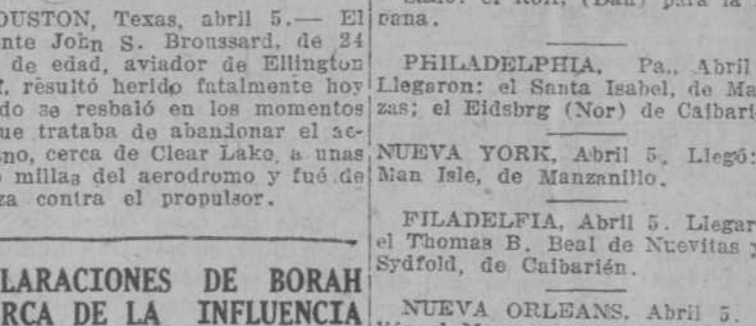 OUSTON, Texas, abril 5.— El
nte John S. Broussard, de 24
de edad, aviador de Ellington
resultó herido fatalmente hoy
do se resbaló en los momentos
ue trataba de abandonar el ae-
no, cerca de Clear Lake, a unas
millas del aerodromo y fué de
za contra el propulsor.
LARACIONES DE BORAH
RCA DE LA INFLUENCIA
pana.
PHILADELPHIA, Pa., Abril
Llegaron: el Santa Isabel, de Ma
zas; el Eidsbrg (Nor) de Caibari
NUEVA YORK, Abril 5. Llegó:
Man Isle, de Manzanillo.
FILADELFIA, Abril 5. Llegar
el Thomas B. Beal de Nuevitas y
Sydfold, de Caibarién.
NUEVA ORLEANS, Abril 5.